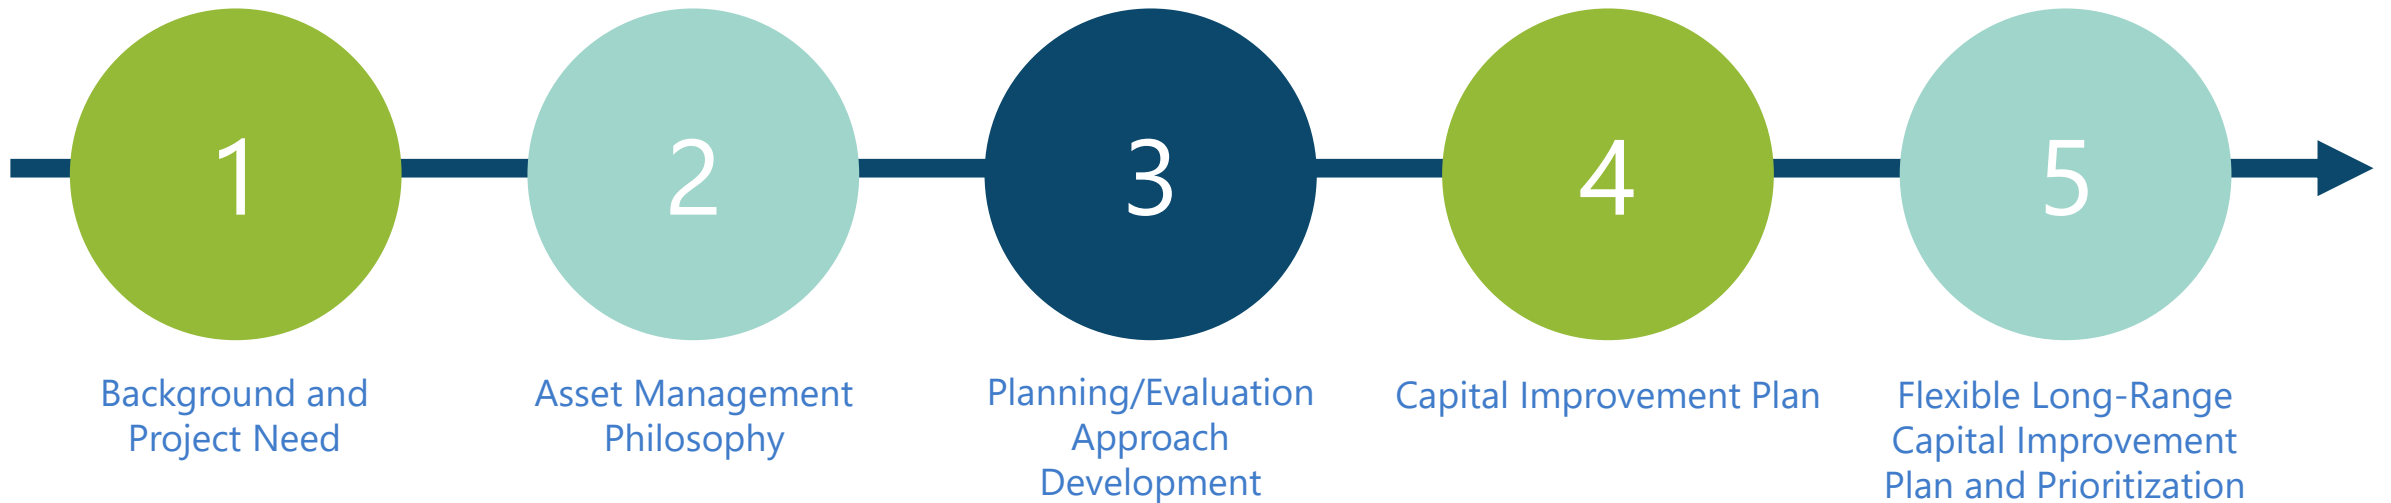 1
2
3
4
5
Background and
Project Need
Asset Management
Philosophy
Planning/Evaluation
Approach
Development
Capital Improvement Plan
Flexible Long-Range
Capital Improvement
Plan and Prioritization